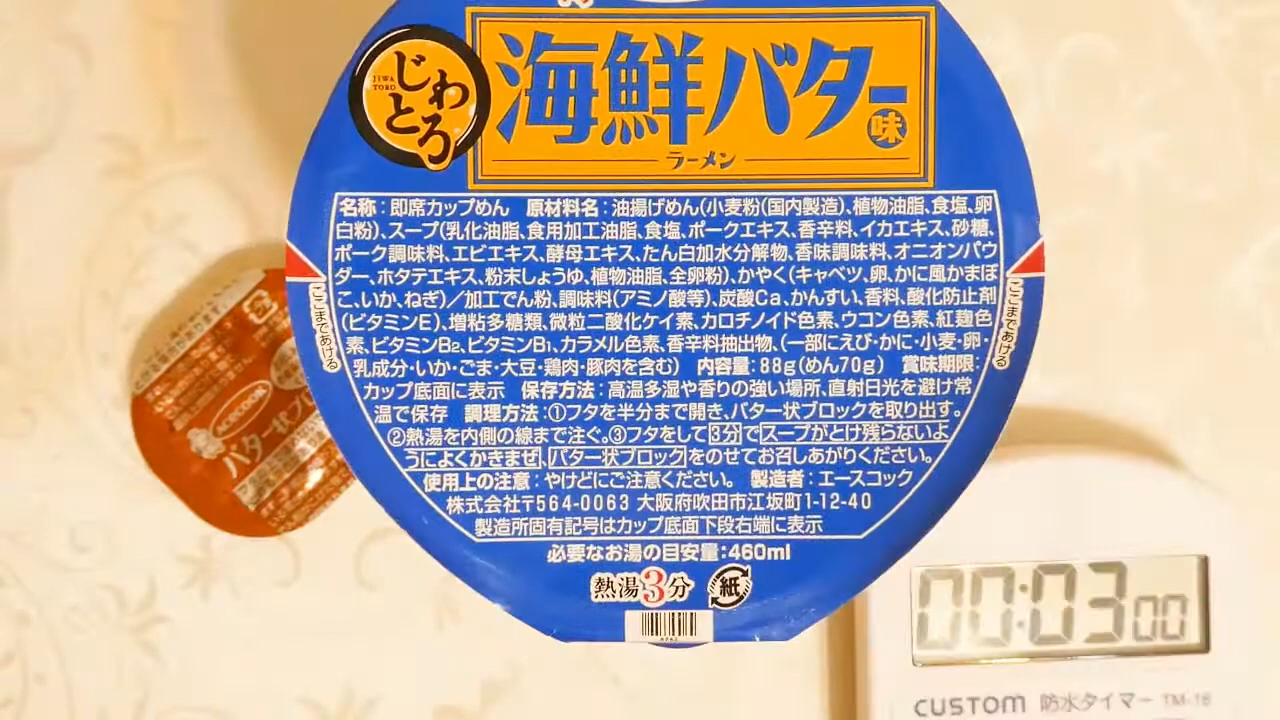 じわとろ
JIWA TORO
海鮮バター味
ラーメン
名称:即席カップめん 原材料名:油揚げめん(小麦粉(国内製造)、植物油脂、食塩、卵
白粉)、スープ(乳化油脂、食用加工油脂、食塩、ポークエキス、香辛料、イカエキス、砂糖、
ポーク調味料、エビエキス、酵母エキス、たん白加水分解物、香味調味料、オニオンパウ
ダー、ホタテエキス、粉末しょうゆ、植物油脂、全卵粉)、かやく(キャベツ、卵、かに風かまぼ
こ、いか、ねぎ)/加工でん粉、調味料(アミノ酸等)、炭酸Ca、かんすい、香料、酸化防止剤
(ビタミンE)、増粘多糖類、微粒二酸化ケイ素、カロチノイド色素、ウコン色素、紅麹色
素、ビタミンB₂、ビタミンB₁、カラメル色素、香辛料抽出物、(一部にえび・かに・小麦・卵・
乳成分・いか・ごま・大豆・鶏肉・豚肉を含む) 内容量:88g(めん70g) 賞味期限:
カップ底面に表示 保存方法:高温多湿や香りの強い場所、直射日光を避け常
温で保存 調理方法:①フタを半分まで開き、バター状ブロックを取り出す。
②熱湯を内側の線まで注ぐ。③フタをして3分でスープがとけ残らないよ
うによくかきまぜ、バター状ブロックをのせてお召しあがりください。
使用上の注意:やけどにご注意ください。 製造者:エースコック
株式会社〒564-0063 大阪府吹田市江坂町1-12-40
製造所固有記号はカップ底面下段右端に表示
必要なお湯の目安量:460ml
熱湯3分
紙
ここまであける
ここまであける
ACECOOK
バター状ブ
00:03 00
CUSTOM 防水タイマー TM-16